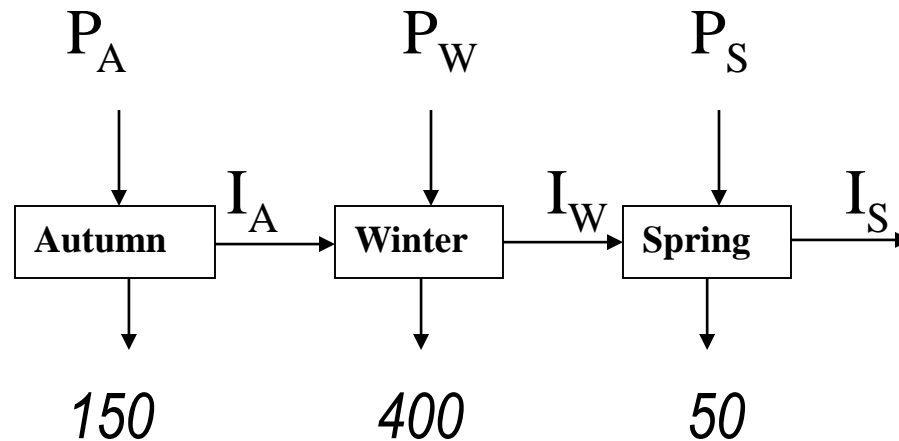 P_A P_W P_S
I_A I_W I_S
Autumn Winter Spring
150 400 50